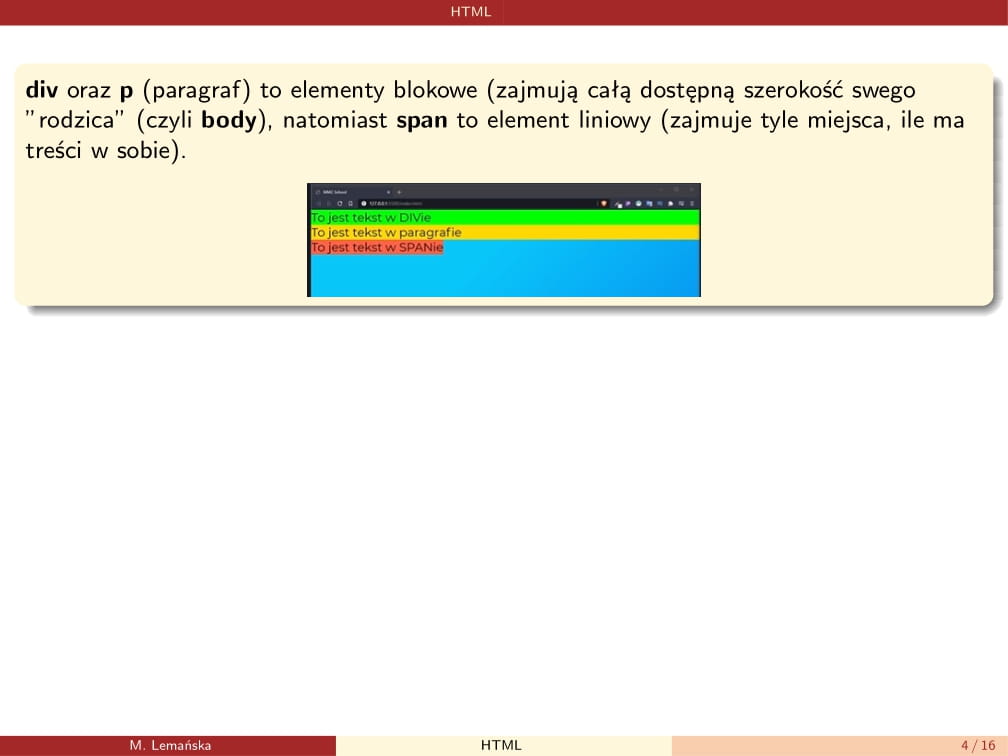 HTML
div oraz p (paragraf) to elementy blokowe (zajmują całą dostępną szerokość swego
”rodzica” (czyli body), natomiast span to element liniowy (zajmuje tyle miejsca, ile ma
treści w sobie).
To jest tekst w DIVie
To jest tekst w paragrafie
To jest tekst w SPANie
M. Lemańska
HTML
4 / 16